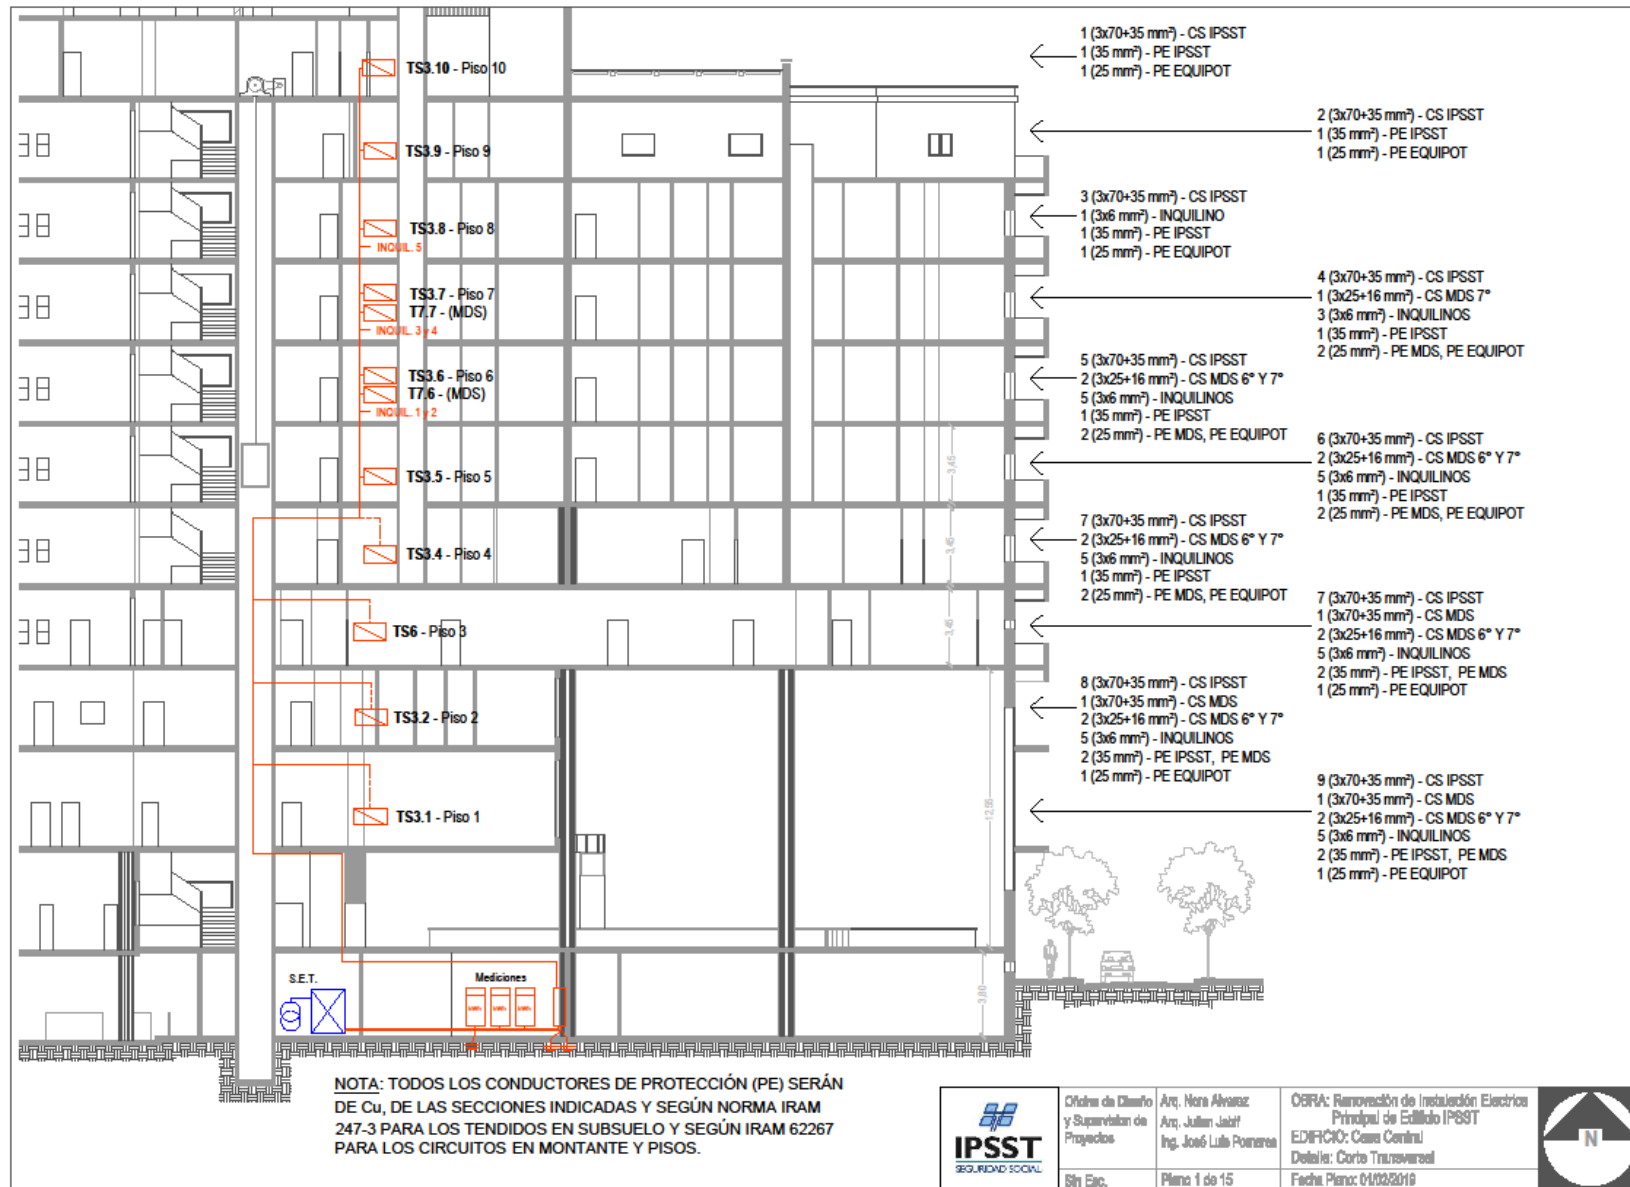 TS3.10 - Piso 10
TS3.9 - Piso 9
TS3.8 - Piso 8
INQUIL. 5
TS3.7 - Piso 7
T7.7 - (MDS)
INQUIL. 3 y 4
TS3.6 - Piso 6
T7.6 - (MDS)
INQUIL. 1 y 2
TS3.5 - Piso 5
TS3.4 - Piso 4
TS6 - Piso 3
TS3.2 - Piso 2
TS3.1 - Piso 1
S.E.T.
Mediciones
3,45
3,45
3,45
12,55
3,80
1 (3x70+35 mm²) - CS IPSST
1 (35 mm²) - PE IPSST
1 (25 mm²) - PE EQUIPOT
2 (3x70+35 mm²) - CS IPSST
1 (35 mm²) - PE IPSST
1 (25 mm²) - PE EQUIPOT
3 (3x70+35 mm²) - CS IPSST
1 (3x6 mm²) - INQUILINO
1 (35 mm²) - PE IPSST
1 (25 mm²) - PE EQUIPOT
4 (3x70+35 mm²) - CS IPSST
1 (3x25+16 mm²) - CS MDS 7°
3 (3x6 mm²) - INQUILINOS
1 (35 mm²) - PE IPSST
2 (25 mm²) - PE MDS, PE EQUIPOT
5 (3x70+35 mm²) - CS IPSST
2 (3x25+16 mm²) - CS MDS 6° Y 7°
5 (3x6 mm²) - INQUILINOS
1 (35 mm²) - PE IPSST
2 (25 mm²) - PE MDS, PE EQUIPOT
6 (3x70+35 mm²) - CS IPSST
2 (3x25+16 mm²) - CS MDS 6° Y 7°
5 (3x6 mm²) - INQUILINOS
1 (35 mm²) - PE IPSST
2 (25 mm²) - PE MDS, PE EQUIPOT
7 (3x70+35 mm²) - CS IPSST
2 (3x25+16 mm²) - CS MDS 6° Y 7°
5 (3x6 mm²) - INQUILINOS
1 (35 mm²) - PE IPSST
2 (25 mm²) - PE MDS, PE EQUIPOT
7 (3x70+35 mm²) - CS IPSST
1 (3x70+35 mm²) - CS MDS
2 (3x25+16 mm²) - CS MDS 6° Y 7°
5 (3x6 mm²) - INQUILINOS
2 (35 mm²) - PE IPSST, PE MDS
1 (25 mm²) - PE EQUIPOT
8 (3x70+35 mm²) - CS IPSST
1 (3x70+35 mm²) - CS MDS
2 (3x25+16 mm²) - CS MDS 6° Y 7°
5 (3x6 mm²) - INQUILINOS
2 (35 mm²) - PE IPSST, PE MDS
1 (25 mm²) - PE EQUIPOT
9 (3x70+35 mm²) - CS IPSST
1 (3x70+35 mm²) - CS MDS
2 (3x25+16 mm²) - CS MDS 6° Y 7°
5 (3x6 mm²) - INQUILINOS
2 (35 mm²) - PE IPSST, PE MDS
1 (25 mm²) - PE EQUIPOT
NOTA: TODOS LOS CONDUCTORES DE PROTECCIÓN (PE) SERÁN
DE Cu, DE LAS SECCIONES INDICADAS Y SEGÚN NORMA IRAM
247-3 PARA LOS TENDIDOS EN SUBSUELO Y SEGÚN IRAM 62267
PARA LOS CIRCUITOS EN MONTANTE Y PISOS.
IPSST
SEGURIDAD SOCIAL
Oficina de Diseño
y Supervision de
Proyectos
Sin Esc.
Arq. Nora Alvarez
Arq. Julian
Ing. José Luis
Plano 1 de 15
OBRA: Renovación de Instalación Electrica
Principal de Edificio IPSST
EDIFICIO: Casa Central
Detalle: Corte Transversal
Fecha Plano: 01/02/2019
N